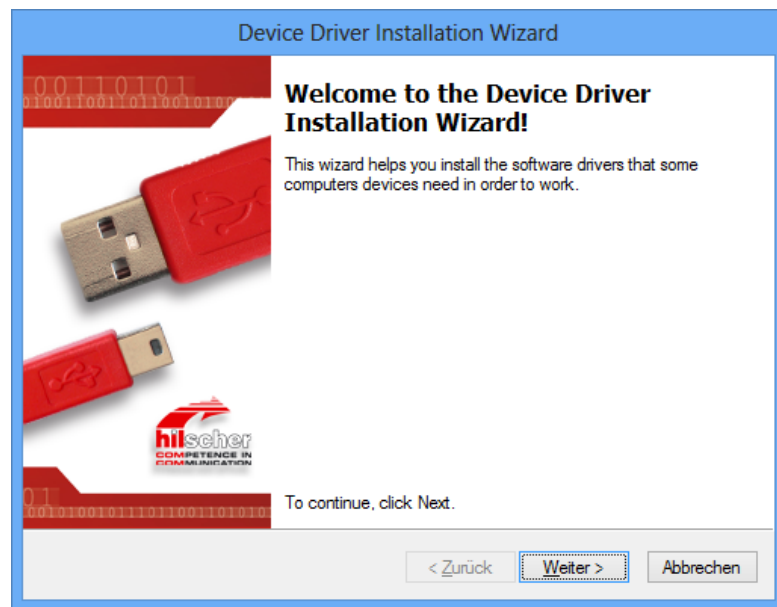 Device Driver Installation Wizard
00110101
Welcome to the Device Driver
Installation Wizard!
This wizard helps you install the software drivers that some
computers devices need in order to work.
hilscher
COMPETENCE IN
COMMUNICATION
01
To continue, click Next.
< Zurück
Weiter >
Abbrechen